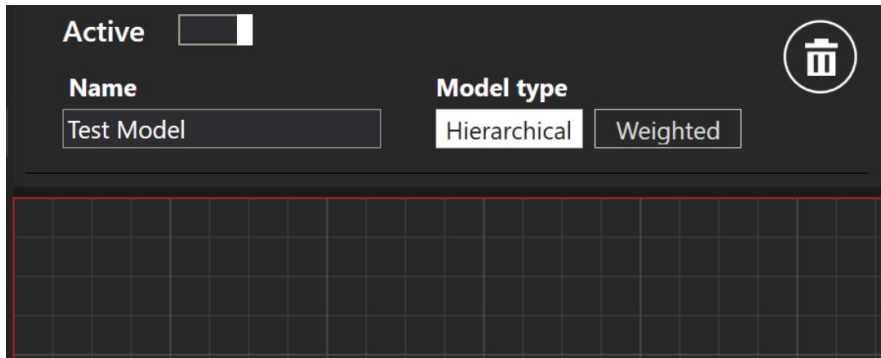 Active
Name
Model type
Test Model
Hierarchical
Weighted